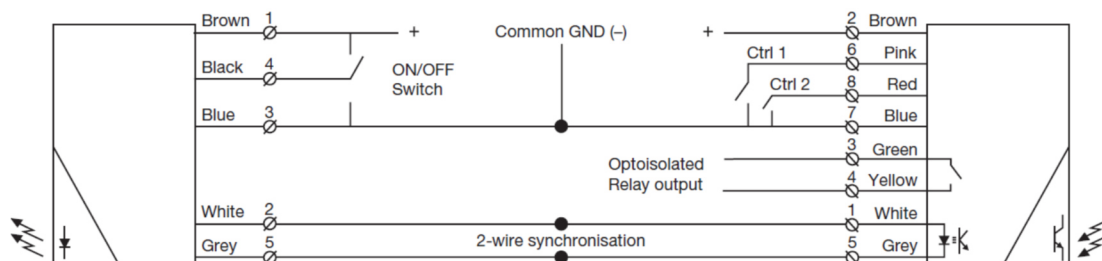 Brown 1 + Common GND (–) + 2 Brown
Ctrl 1 6 Pink
Black 4 ON/OFF Ctrl 2 8 Red
Switch
Blue 3 7 Blue
3 Green
Optoisolated
Relay output 4 Yellow
White 2 1 White
2-wire synchronisation
Grey 5 5 Grey